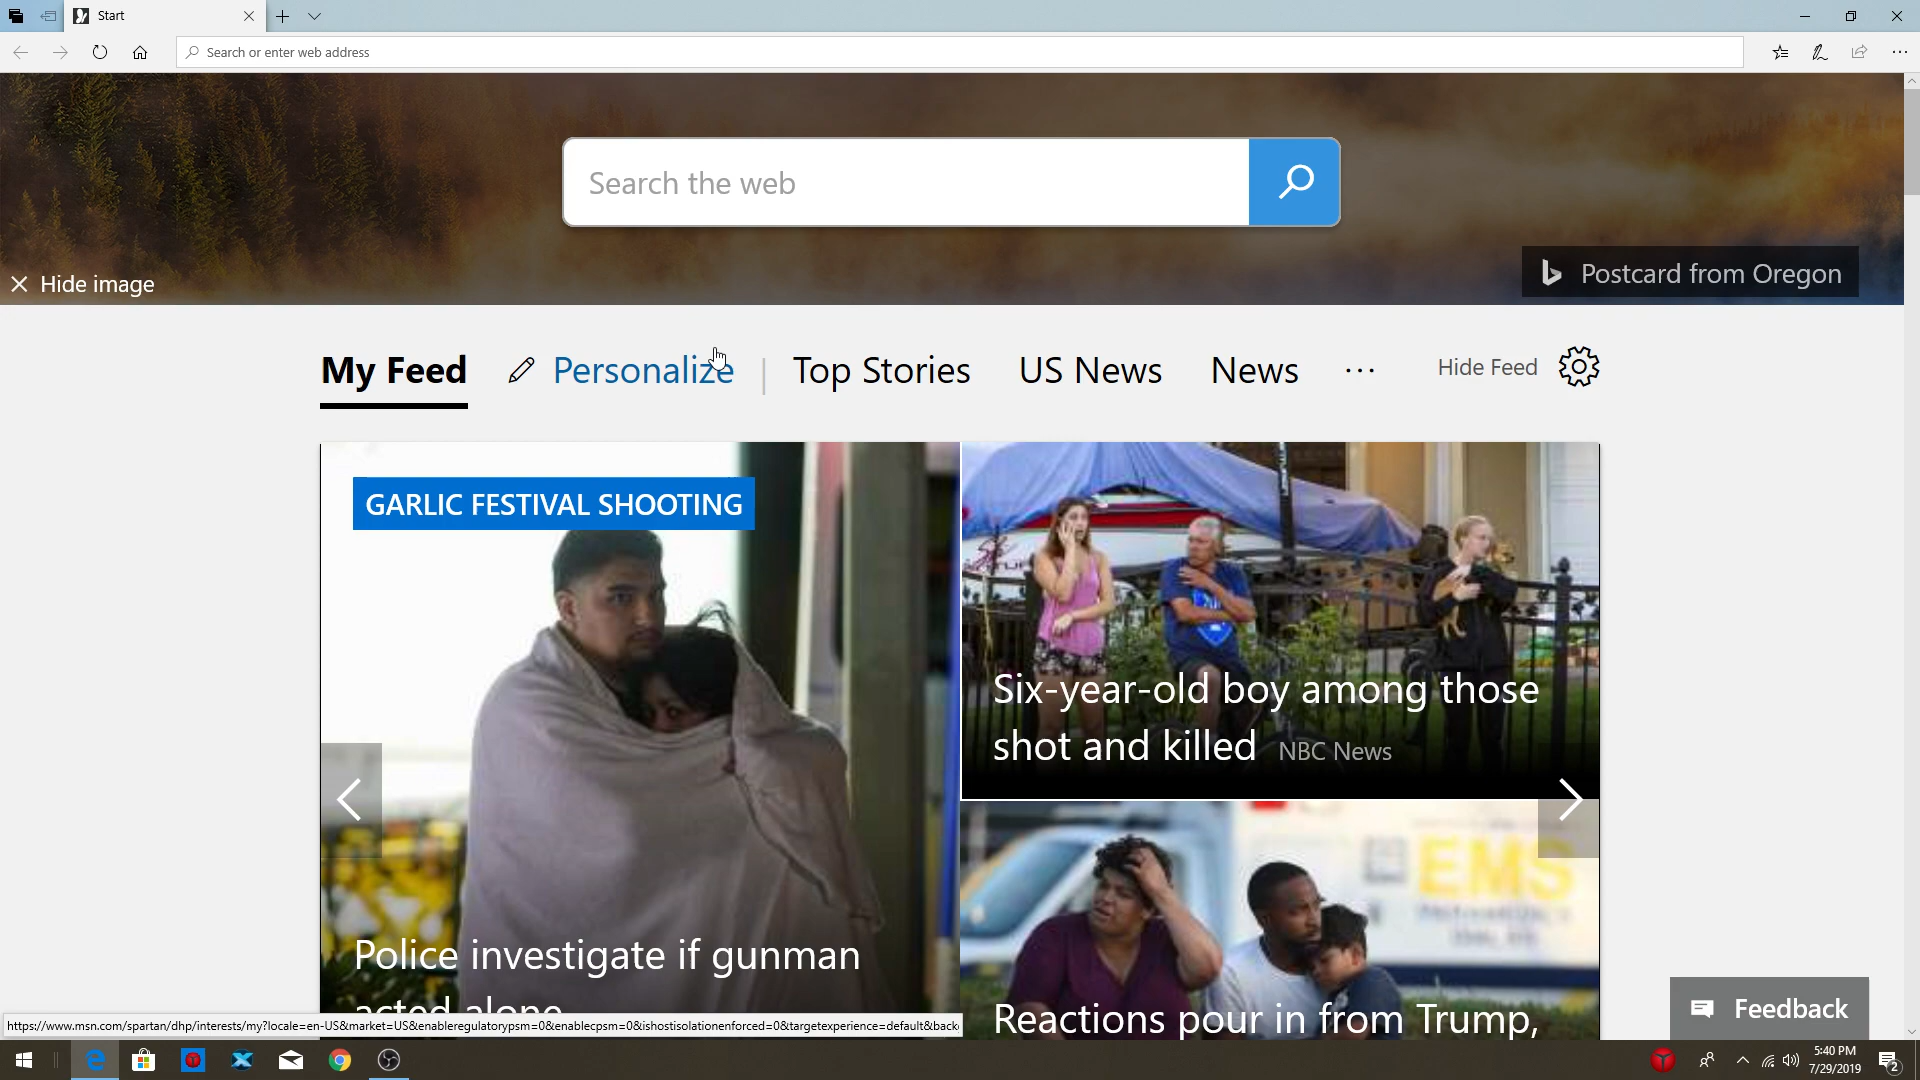 Start
Search or enter web address
Search the web
Hide image
Postcard from Oregon
My Feed
Personalize
Top Stories
US News
News
...
Hide Feed
GARLIC FESTIVAL SHOOTING
Six-year-old boy among those
shot and killed NBC News
EMS
Police investigate if gunman
acted alone
Reactions pour in from Trump,
Feedback
https://www.msn.com/spartan/dhp/interests/my?locale=en-US&market=US&enableregulatorypsm=0&enablecpsm=0&ishostisolationenforced=0&targetexperience=default&back
5:40 PM
7/29/2019
2